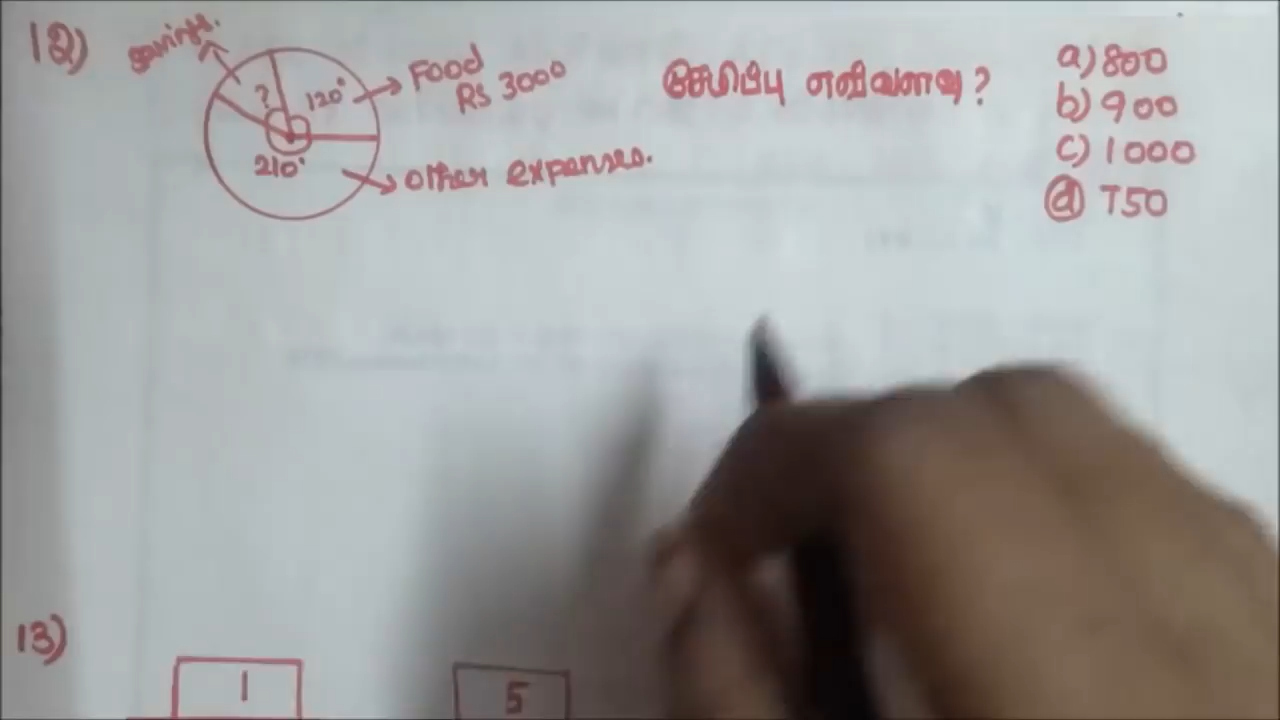 12)
savings.
?
120°
Food
RS 3000
210°
other expenses.
சேமிப்பு எவ்வளவு ?
a) 800
b) 900
c) 1000
d) 750
13)
1
5